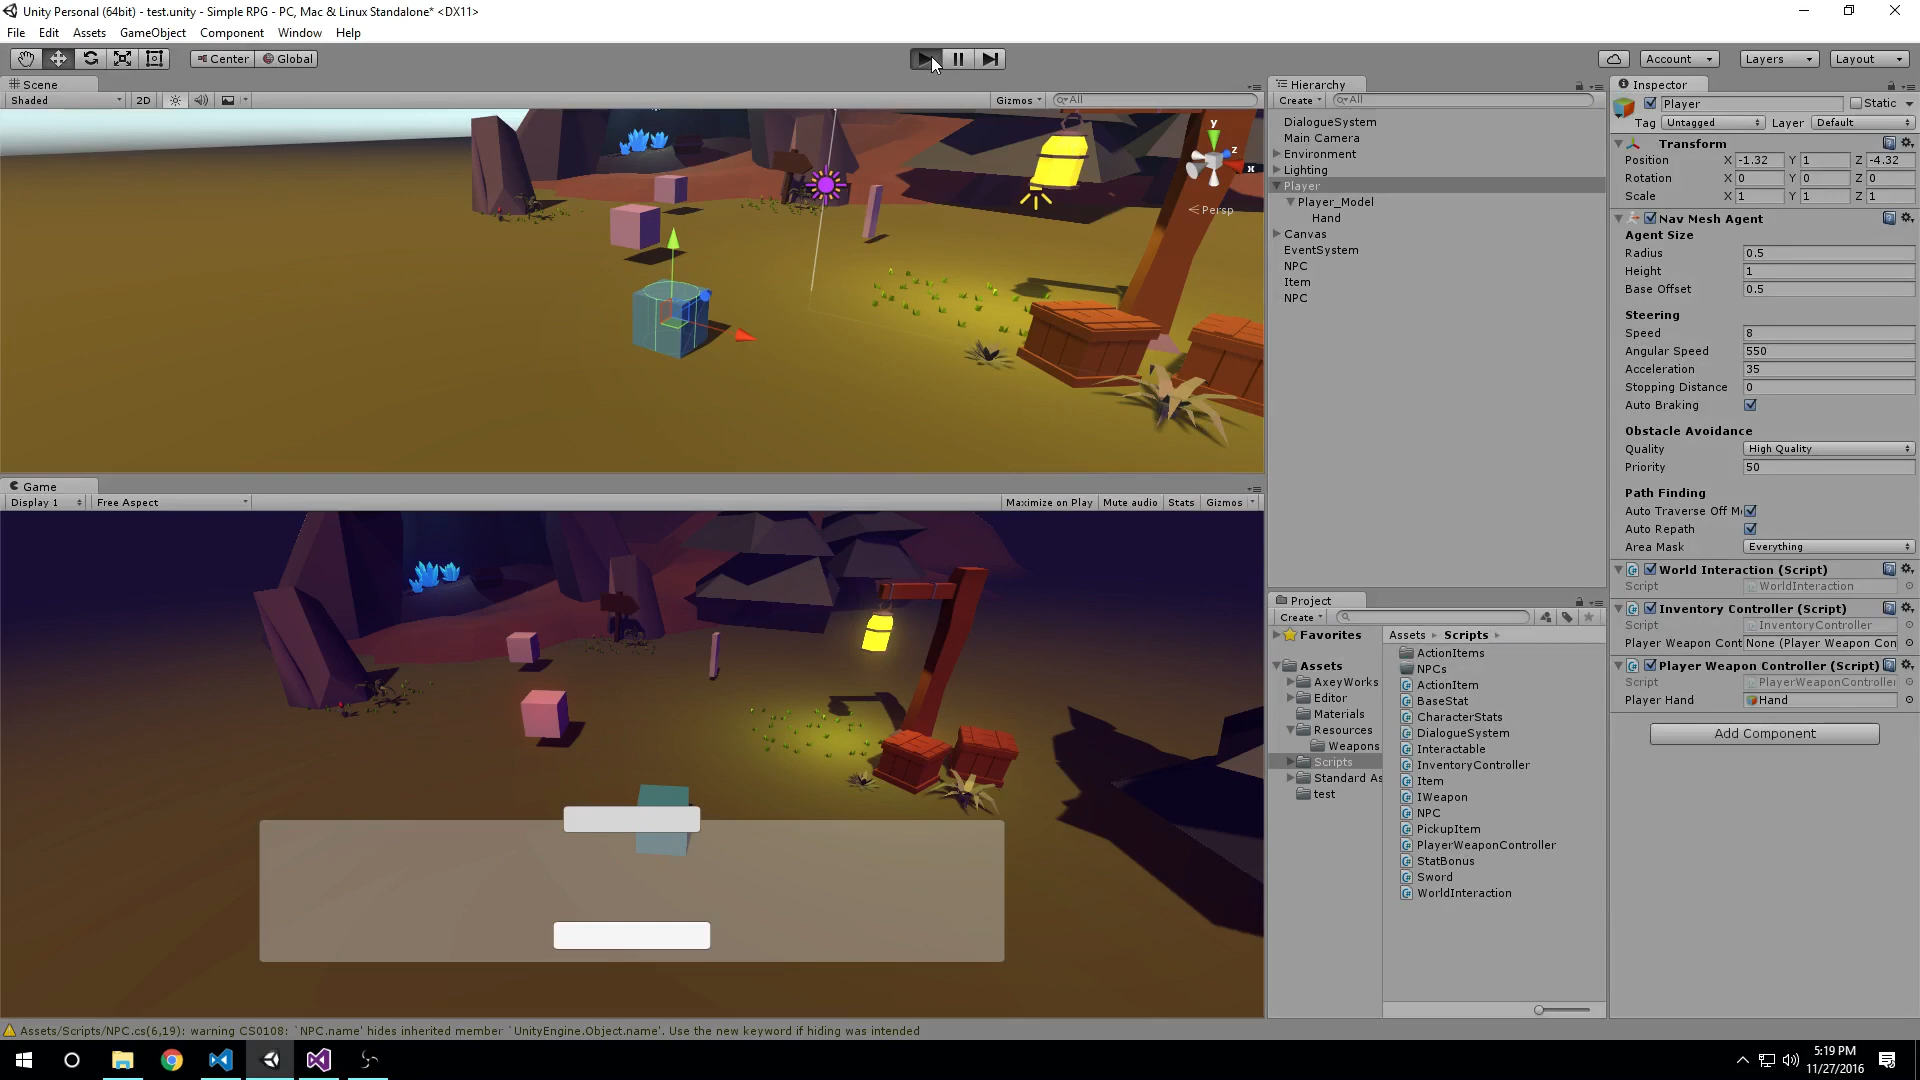 Unity Personal (64bit) - test.unity - Simple RPG - PC, Mac & Linux Standalone* <DX11>
File Edit Assets GameObject Component Window Help
Center Global
Account Layers Layout
Scene
Shaded 2D Gizmos All
y
z
x
Persp
Game
Display 1 Free Aspect Maximize on Play Mute audio Stats Gizmos
Hierarchy
Create All
DialogueSystem
Main Camera
Environment
Lighting
Player
Player_Model
Hand
Canvas
EventSystem
NPC
Item
NPC
Project
Create
Favorites
Assets
AxeyWorks
Editor
Materials
Resources
Weapons
Scripts
Standard As
test
Assets Scripts
ActionItems
NPCs
ActionItem
BaseStat
CharacterStats
DialogueSystem
Interactable
InventoryController
Item
IWeapon
NPC
PickupItem
PlayerWeaponController
StatBonus
Sword
WorldInteraction
Inspector
Player Static
Tag Untagged Layer Default
Transform
Position X -1.32 Y 1 Z -4.32
Rotation X 0 Y 0 Z 0
Scale X 1 Y 1 Z 1
Nav Mesh Agent
Agent Size
Radius 0.5
Height 1
Base Offset 0.5
Steering
Speed 8
Angular Speed 550
Acceleration 35
Stopping Distance 0
Auto Braking
Obstacle Avoidance
Quality High Quality
Priority 50
Path Finding
Auto Traverse Off M
Auto Repath
Area Mask Everything
World Interaction (Script)
Script WorldInteraction
Inventory Controller (Script)
Script InventoryController
Player Weapon Cont None (Player Weapon Con
Player Weapon Controller (Script)
Script PlayerWeaponController
Player Hand Hand
Add Component
Assets/Scripts/NPC.cs(6,19): warning CS0108: `NPC.name' hides inherited member `UnityEngine.Object.name'. Use the new keyword if hiding was intended
5:19 PM
11/27/2016